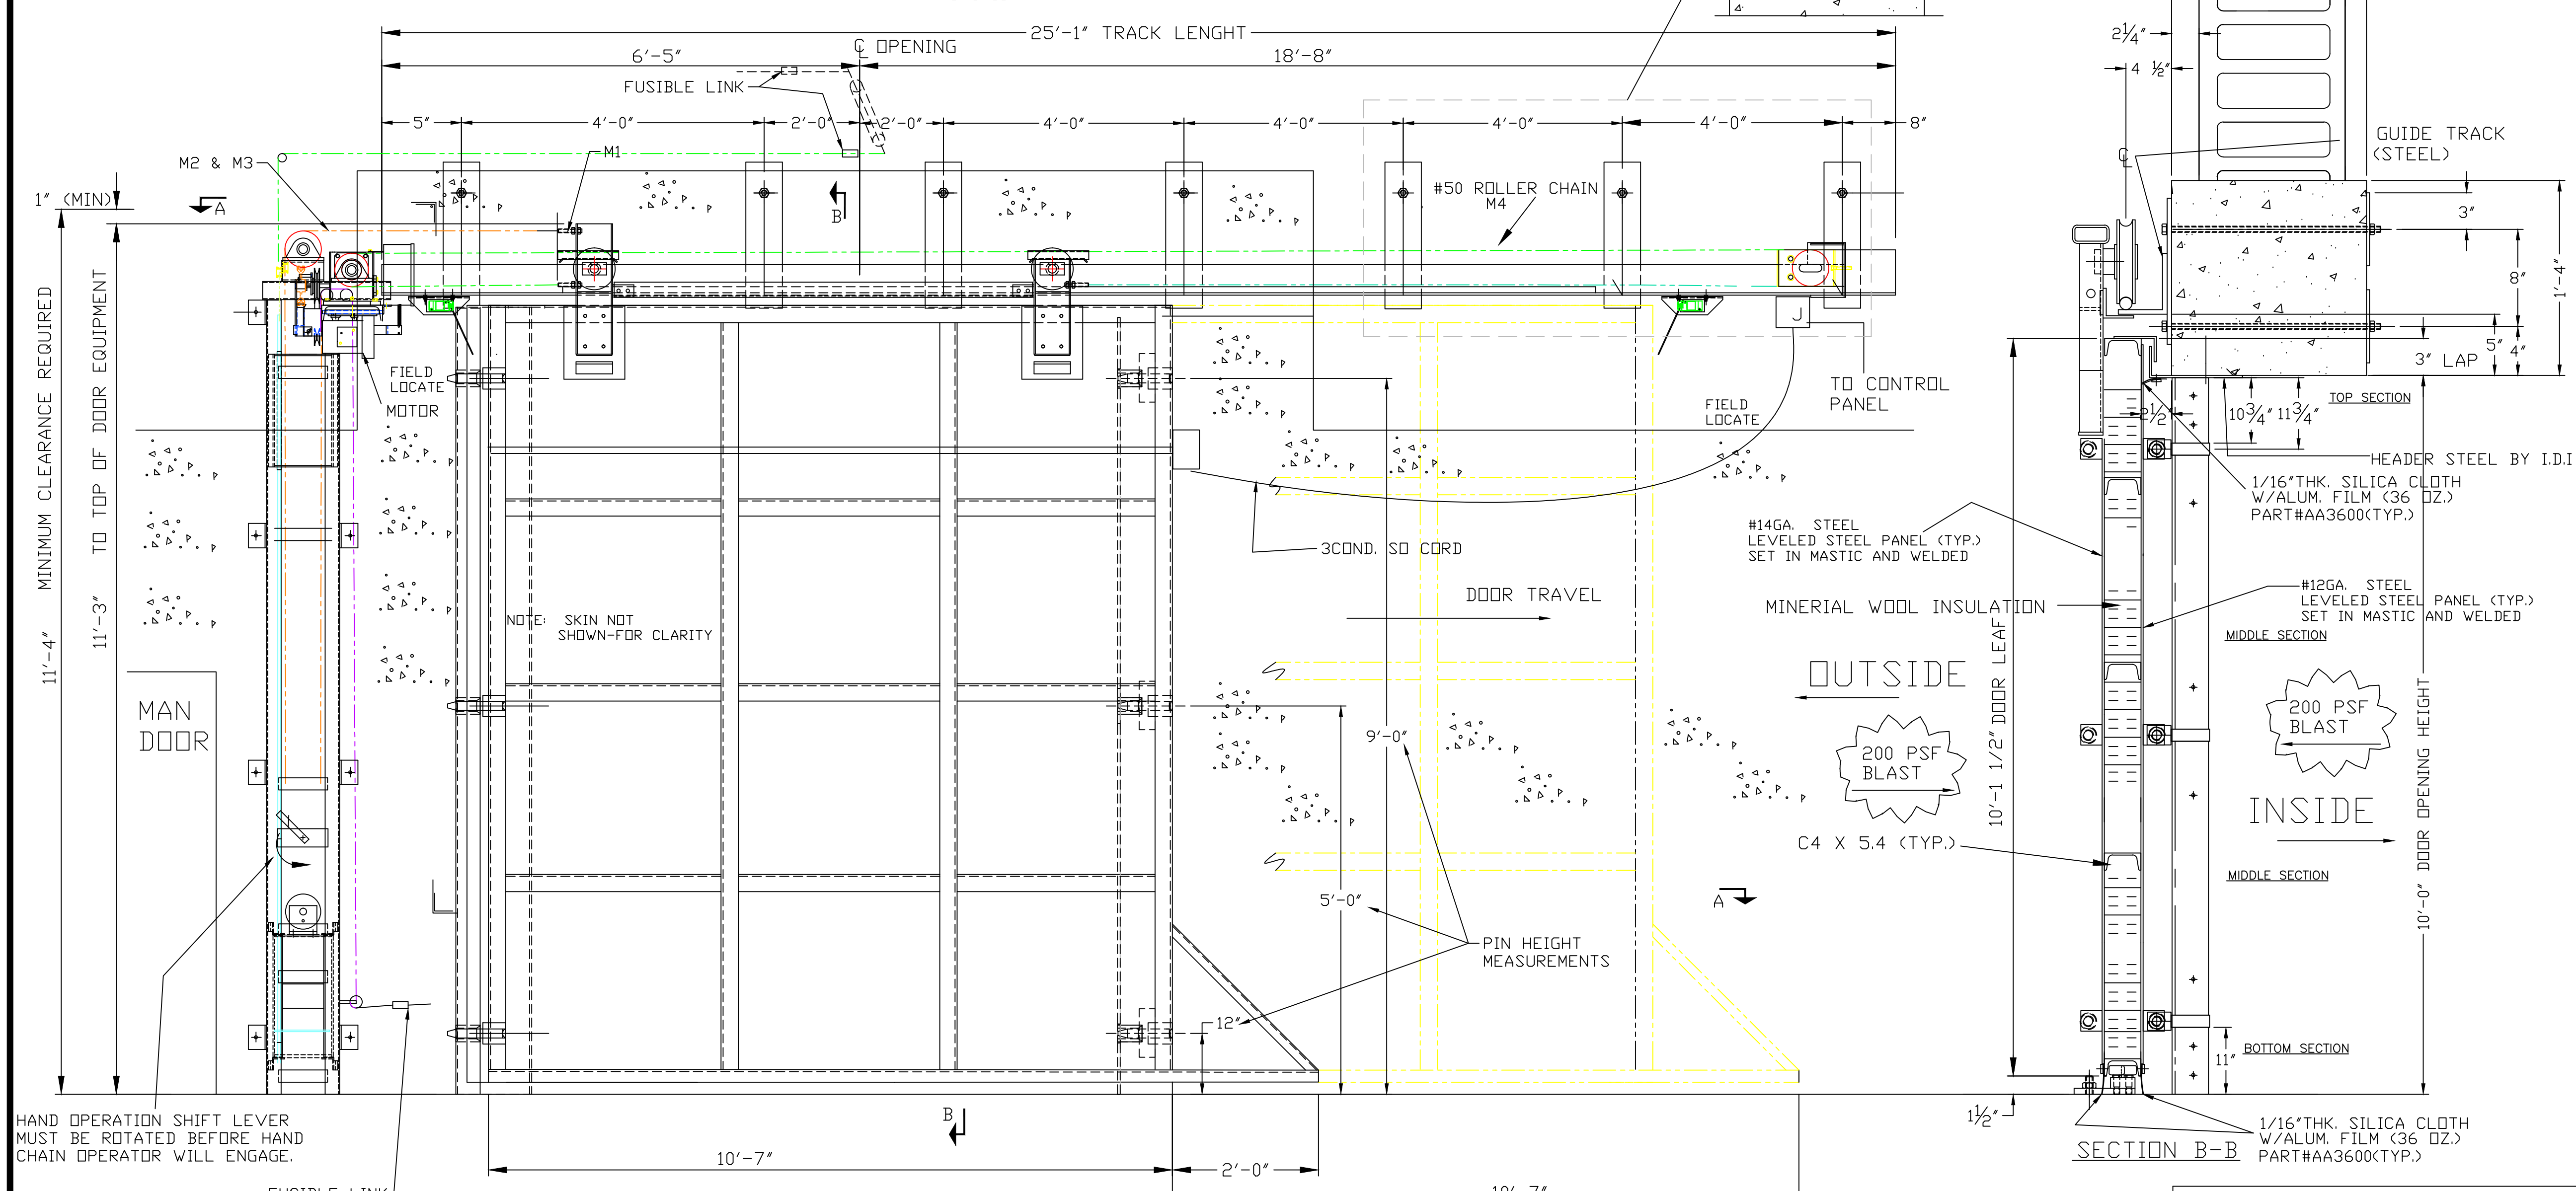 25'-1" TRACK LENGHT
℄ OPENING
6'-5"
18'-8"
FUSIBLE LINK
5"
4'-0"
2'-0"
2'-0"
4'-0"
4'-0"
4'-0"
4'-0"
8"
M2 & M3
M1
1" (MIN)
A
B
#50 ROLLER CHAIN
M4
11'-4" MINIMUM CLEARANCE REQUIRED
11'-3" TO TOP OF DOOR EQUIPMENT
FIELD
LOCATE
MOTOR
J
TO CONTROL
PANEL
FIELD
LOCATE
3COND. SO CORD
NOTE: SKIN NOT
SHOWN-FOR CLARITY
DOOR TRAVEL
MAN
DOOR
9'-0"
5'-0"
12"
PIN HEIGHT
MEASUREMENTS
A
HAND OPERATION SHIFT LEVER
MUST BE ROTATED BEFORE HAND
CHAIN OPERATOR WILL ENGAGE.
B
10'-7"
2'-0"
2 1/4"
4 1/2"
℄
GUIDE TRACK
(STEEL)
3"
8"
1'-4"
5"
4"
3" LAP
2 1/2"
10 3/4"
11 3/4"
TOP SECTION
HEADER STEEL BY I.D.I
1/16"THK. SILICA CLOTH
W/ALUM. FILM (36 OZ.)
PART#AA3600(TYP.)
#14GA. STEEL
LEVELED STEEL PANEL (TYP.)
SET IN MASTIC AND WELDED
#12GA. STEEL
LEVELED STEEL PANEL (TYP.)
SET IN MASTIC AND WELDED
MINERIAL WOOL INSULATION
MIDDLE SECTION
OUTSIDE
200 PSF
BLAST
10'-1 1/2" DOOR LEAF
200 PSF
BLAST
INSIDE
C4 X 5.4 (TYP.)
MIDDLE SECTION
10'-0" DOOR OPENING HEIGHT
BOTTOM SECTION
11"
1 1/2"
1/16"THK. SILICA CLOTH
W/ALUM. FILM (36 OZ.)
PART#AA3600(TYP.)
SECTION B-B